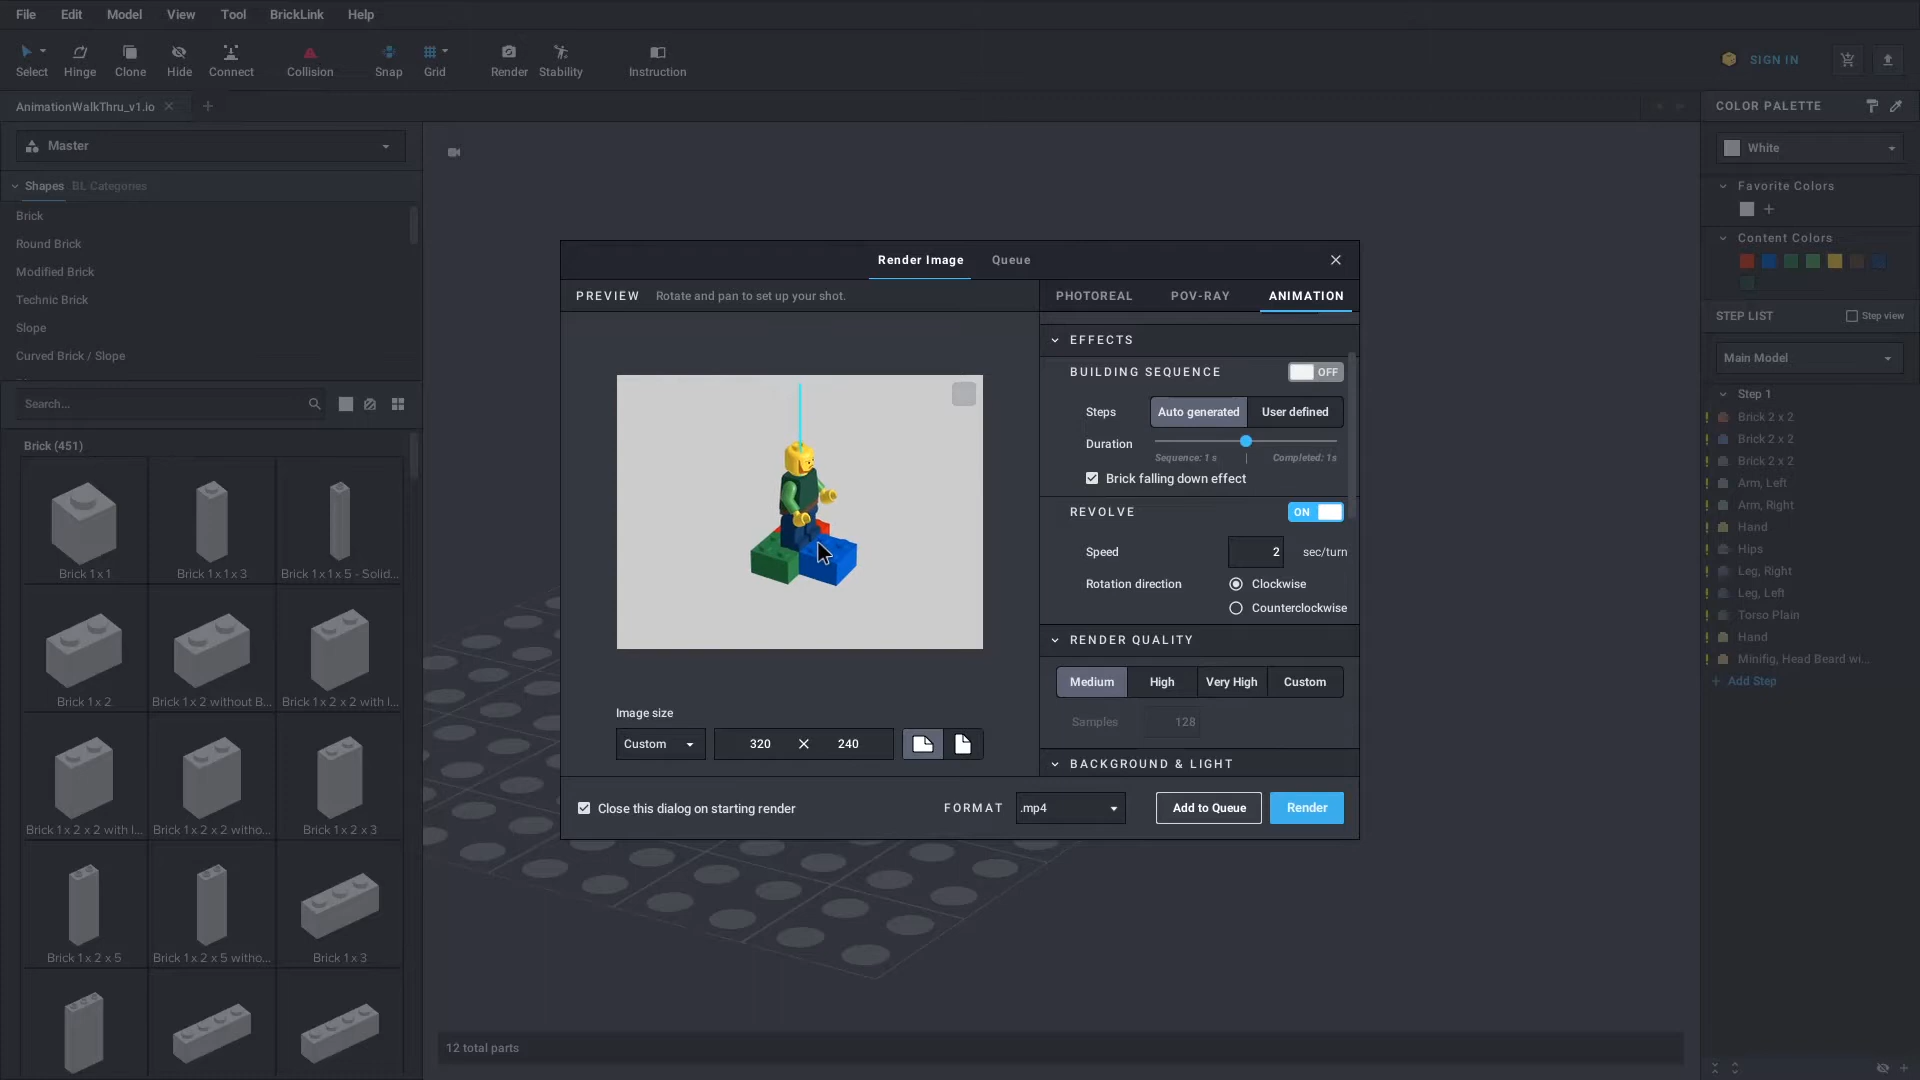 File Edit Model View Tool BrickLink Help
Select Hinge Clone Hide Connect Collision Snap Grid Render Stability Instruction
SIGN IN
AnimationWalkThru_v1.io
Master
Shapes BL Categories
Brick
Round Brick
Modified Brick
Technic Brick
Slope
Curved Brick / Slope
Search...
Brick (451)
Brick 1 x 1
Brick 1 x 1 x 3
Brick 1 x 1 x 5 - Solid...
Brick 1 x 2
Brick 1 x 2 without B...
Brick 1 x 2 x 2 with I...
Brick 1 x 2 x 2 with I...
Brick 1 x 2 x 2 witho...
Brick 1 x 2 x 3
Brick 1 x 2 x 5
Brick 1 x 2 x 5 witho...
Brick 1 x 3
Render Image Queue
PREVIEW Rotate and pan to set up your shot.
PHOTOREAL POV-RAY ANIMATION
EFFECTS
BUILDING SEQUENCE OFF
Steps Auto generated User defined
Duration
Sequence: 1 s Completed: 1s
Brick falling down effect
REVOLVE ON
Speed 2 sec/turn
Rotation direction Clockwise
Counterclockwise
RENDER QUALITY
Medium High Very High Custom
Samples 128
BACKGROUND & LIGHT
Image size
Custom 320 X 240
Close this dialog on starting render
FORMAT .mp4 Add to Queue Render
12 total parts
COLOR PALETTE
White
Favorite Colors
Content Colors
STEP LIST Step view
Main Model
Step 1
Brick 2 x 2
Brick 2 x 2
Brick 2 x 2
Arm, Left
Arm, Right
Hand
Hips
Leg, Right
Leg, Left
Torso Plain
Hand
Minifig, Head Beard wi...
+ Add Step